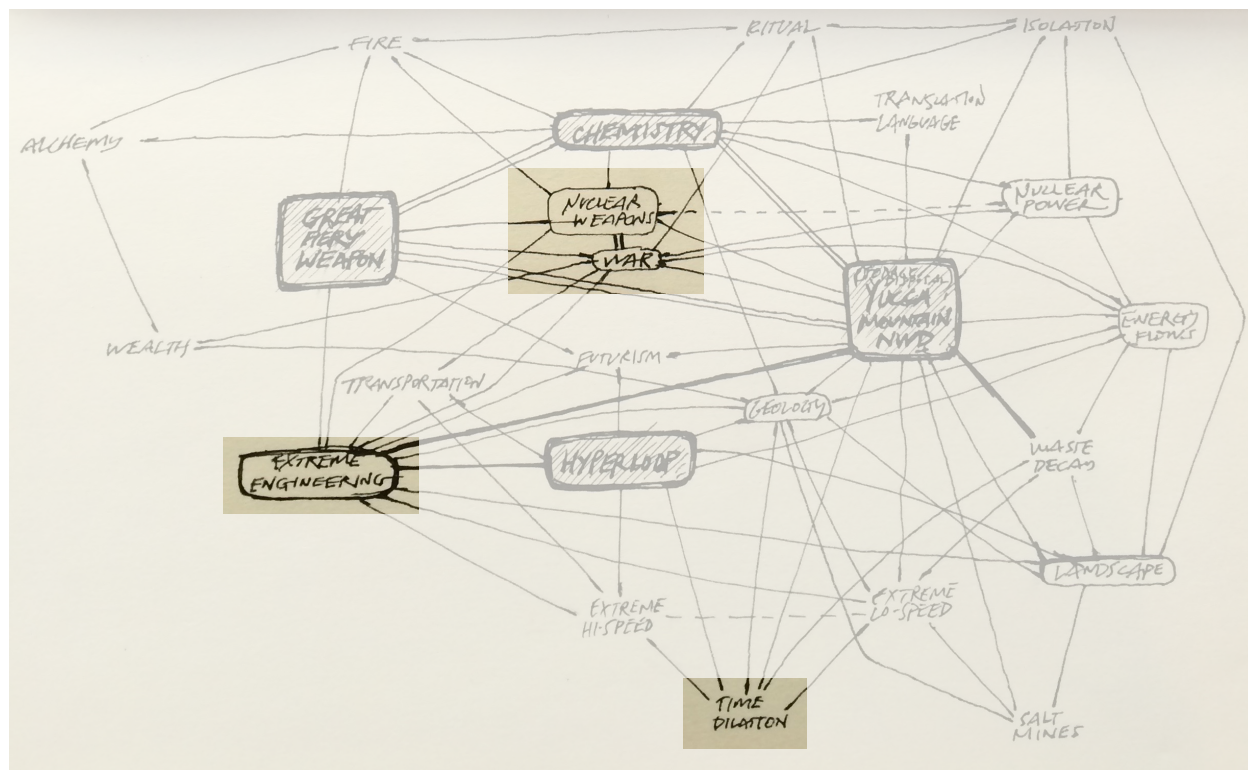 FIRE
RITUAL
ISOLATION
ALCHEMY
CHEMISTRY
TRANSLATION
LANGUAGE
NUCLEAR
WEAPONS
NUCLEAR
POWER
GREAT
FIERY
WEAPON
WAR
YUCCA
MOUNTAIN
NWD
ENERGY
FLOWS
WEALTH
FUTURISM
TRANSPORTATION
GEOLOGY
EXTREME
ENGINEERING
HYPERLOOP
WASTE
DECAY
LANDSCAPE
EXTREME
HI-SPEED
EXTREME
LO-SPEED
TIME
DILATION
SALT
MINES